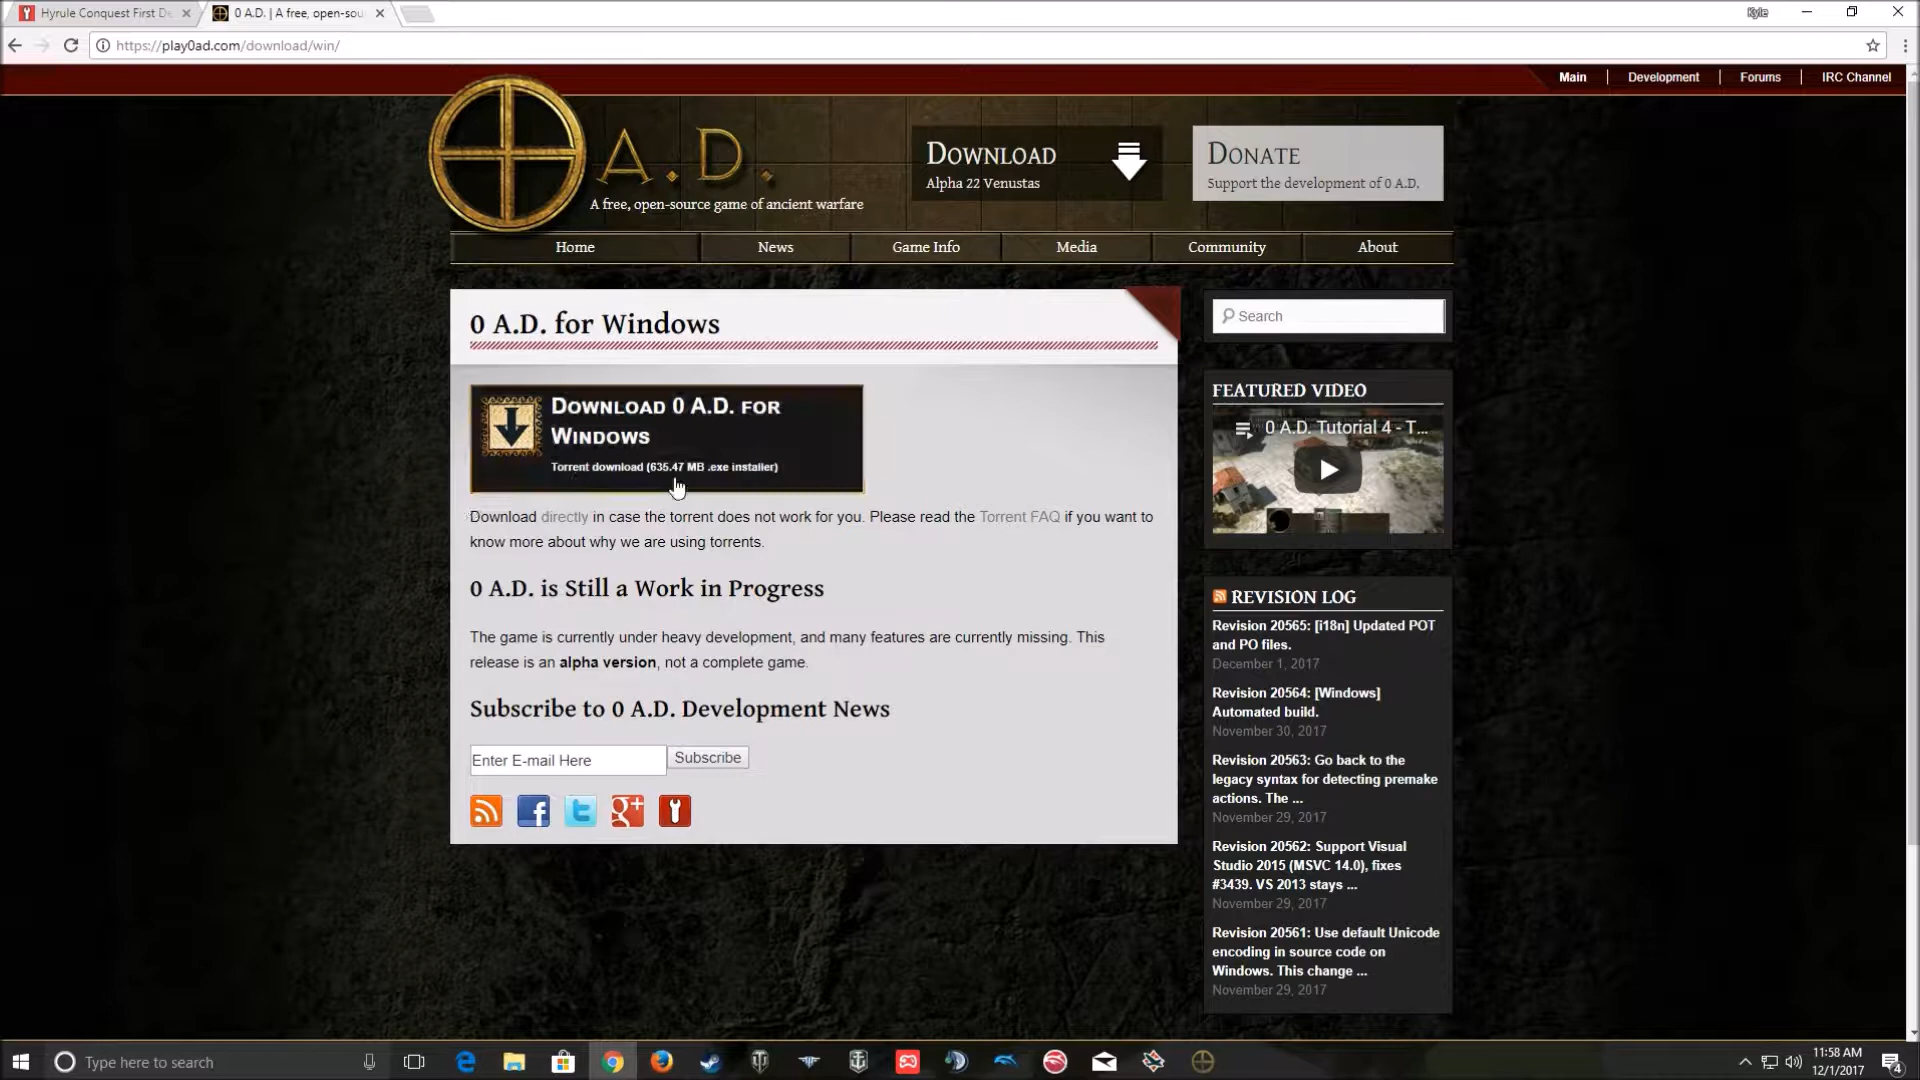 Hyrule Conquest First De
0 A.D. | A free, open-sou
Kyle
https://play0ad.com/download/win/
Main
Development
Forums
IRC Channel
A.D.
A free, open-source game of ancient warfare
Download
Alpha 22 Venustas
Donate
Support the development of 0 A.D.
Home
News
Game Info
Media
Community
About
0 A.D. for Windows
Download 0 A.D. for
Windows
Torrent download (635.47 MB .exe installer)
Download directly in case the torrent does not work for you. Please read the Torrent FAQ if you want to
know more about why we are using torrents.
0 A.D. is Still a Work in Progress
The game is currently under heavy development, and many features are currently missing. This
release is an alpha version, not a complete game.
Subscribe to 0 A.D. Development News
Enter E-mail Here
Subscribe
Search
FEATURED VIDEO
0 A.D. Tutorial 4 - T...
REVISION LOG
Revision 20565: [i18n] Updated POT
and PO files.
December 1, 2017
Revision 20564: [Windows]
Automated build.
November 30, 2017
Revision 20563: Go back to the
legacy syntax for detecting premake
actions. The ...
November 29, 2017
Revision 20562: Support Visual
Studio 2015 (MSVC 14.0), fixes
#3439. VS 2013 stays ...
November 29, 2017
Revision 20561: Use default Unicode
encoding in source code on
Windows. This change ...
November 29, 2017
Type here to search
11:58 AM
12/1/2017
4